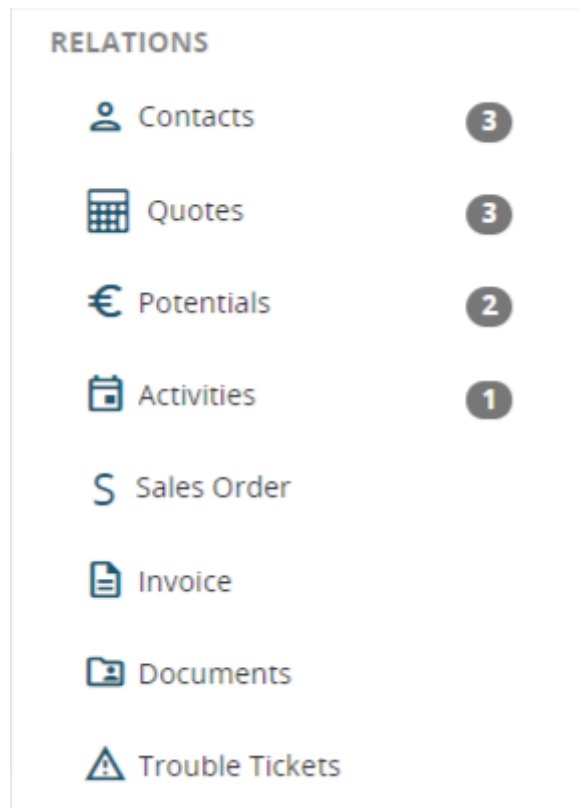 RELATIONS
Contacts 3
Quotes 3
Potentials 2
Activities 1
S Sales Order
Invoice
Documents
Trouble Tickets